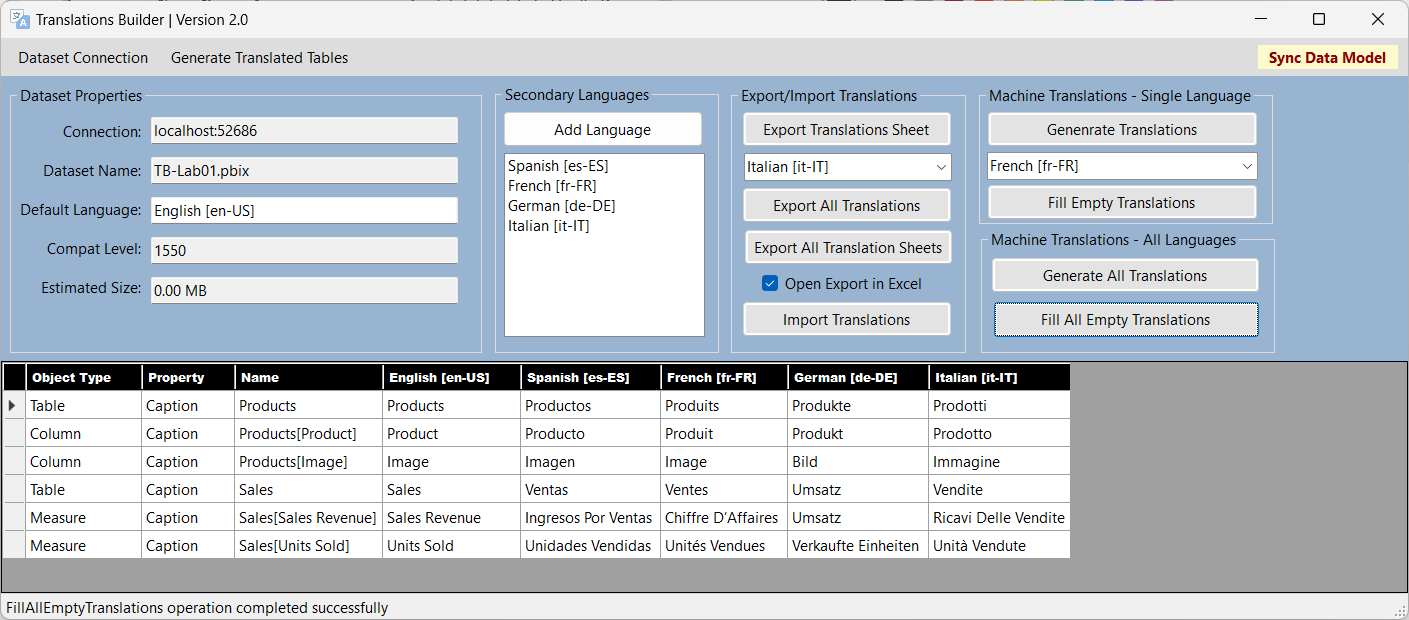 Translations Builder | Version 2.0
Dataset Connection Generate Translated Tables Sync Data Model
Dataset Properties
Connection: localhost:52686
Dataset Name: TB-Lab01.pbix
Default Language: English [en-US]
Compat Level: 1550
Estimated Size: 0.00 MB
Secondary Languages
Add Language
Spanish [es-ES]
French [fr-FR]
German [de-DE]
Italian [it-IT]
Export/Import Translations
Export Translations Sheet
Italian [it-IT]
Export All Translations
Export All Translation Sheets
Open Export in Excel
Import Translations
Machine Translations - Single Language
Genenrate Translations
French [fr-FR]
Fill Empty Translations
Machine Translations - All Languages
Generate All Translations
Fill All Empty Translations
Object Type Property Name English [en-US] Spanish [es-ES] French [fr-FR] German [de-DE] Italian [it-IT]
Table Caption Products Products Productos Produits Produkte Prodotti
Column Caption Products[Product] Product Producto Produit Produkt Prodotto
Column Caption Products[Image] Image Imagen Image Bild Immagine
Table Caption Sales Sales Ventas Ventes Umsatz Vendite
Measure Caption Sales[Sales Revenue] Sales Revenue Ingresos Por Ventas Chiffre D’Affaires Umsatz Ricavi Delle Vendite
Measure Caption Sales[Units Sold] Units Sold Unidades Vendidas Unités Vendues Verkaufte Einheiten Unità Vendute
FillAllEmptyTranslations operation completed successfully